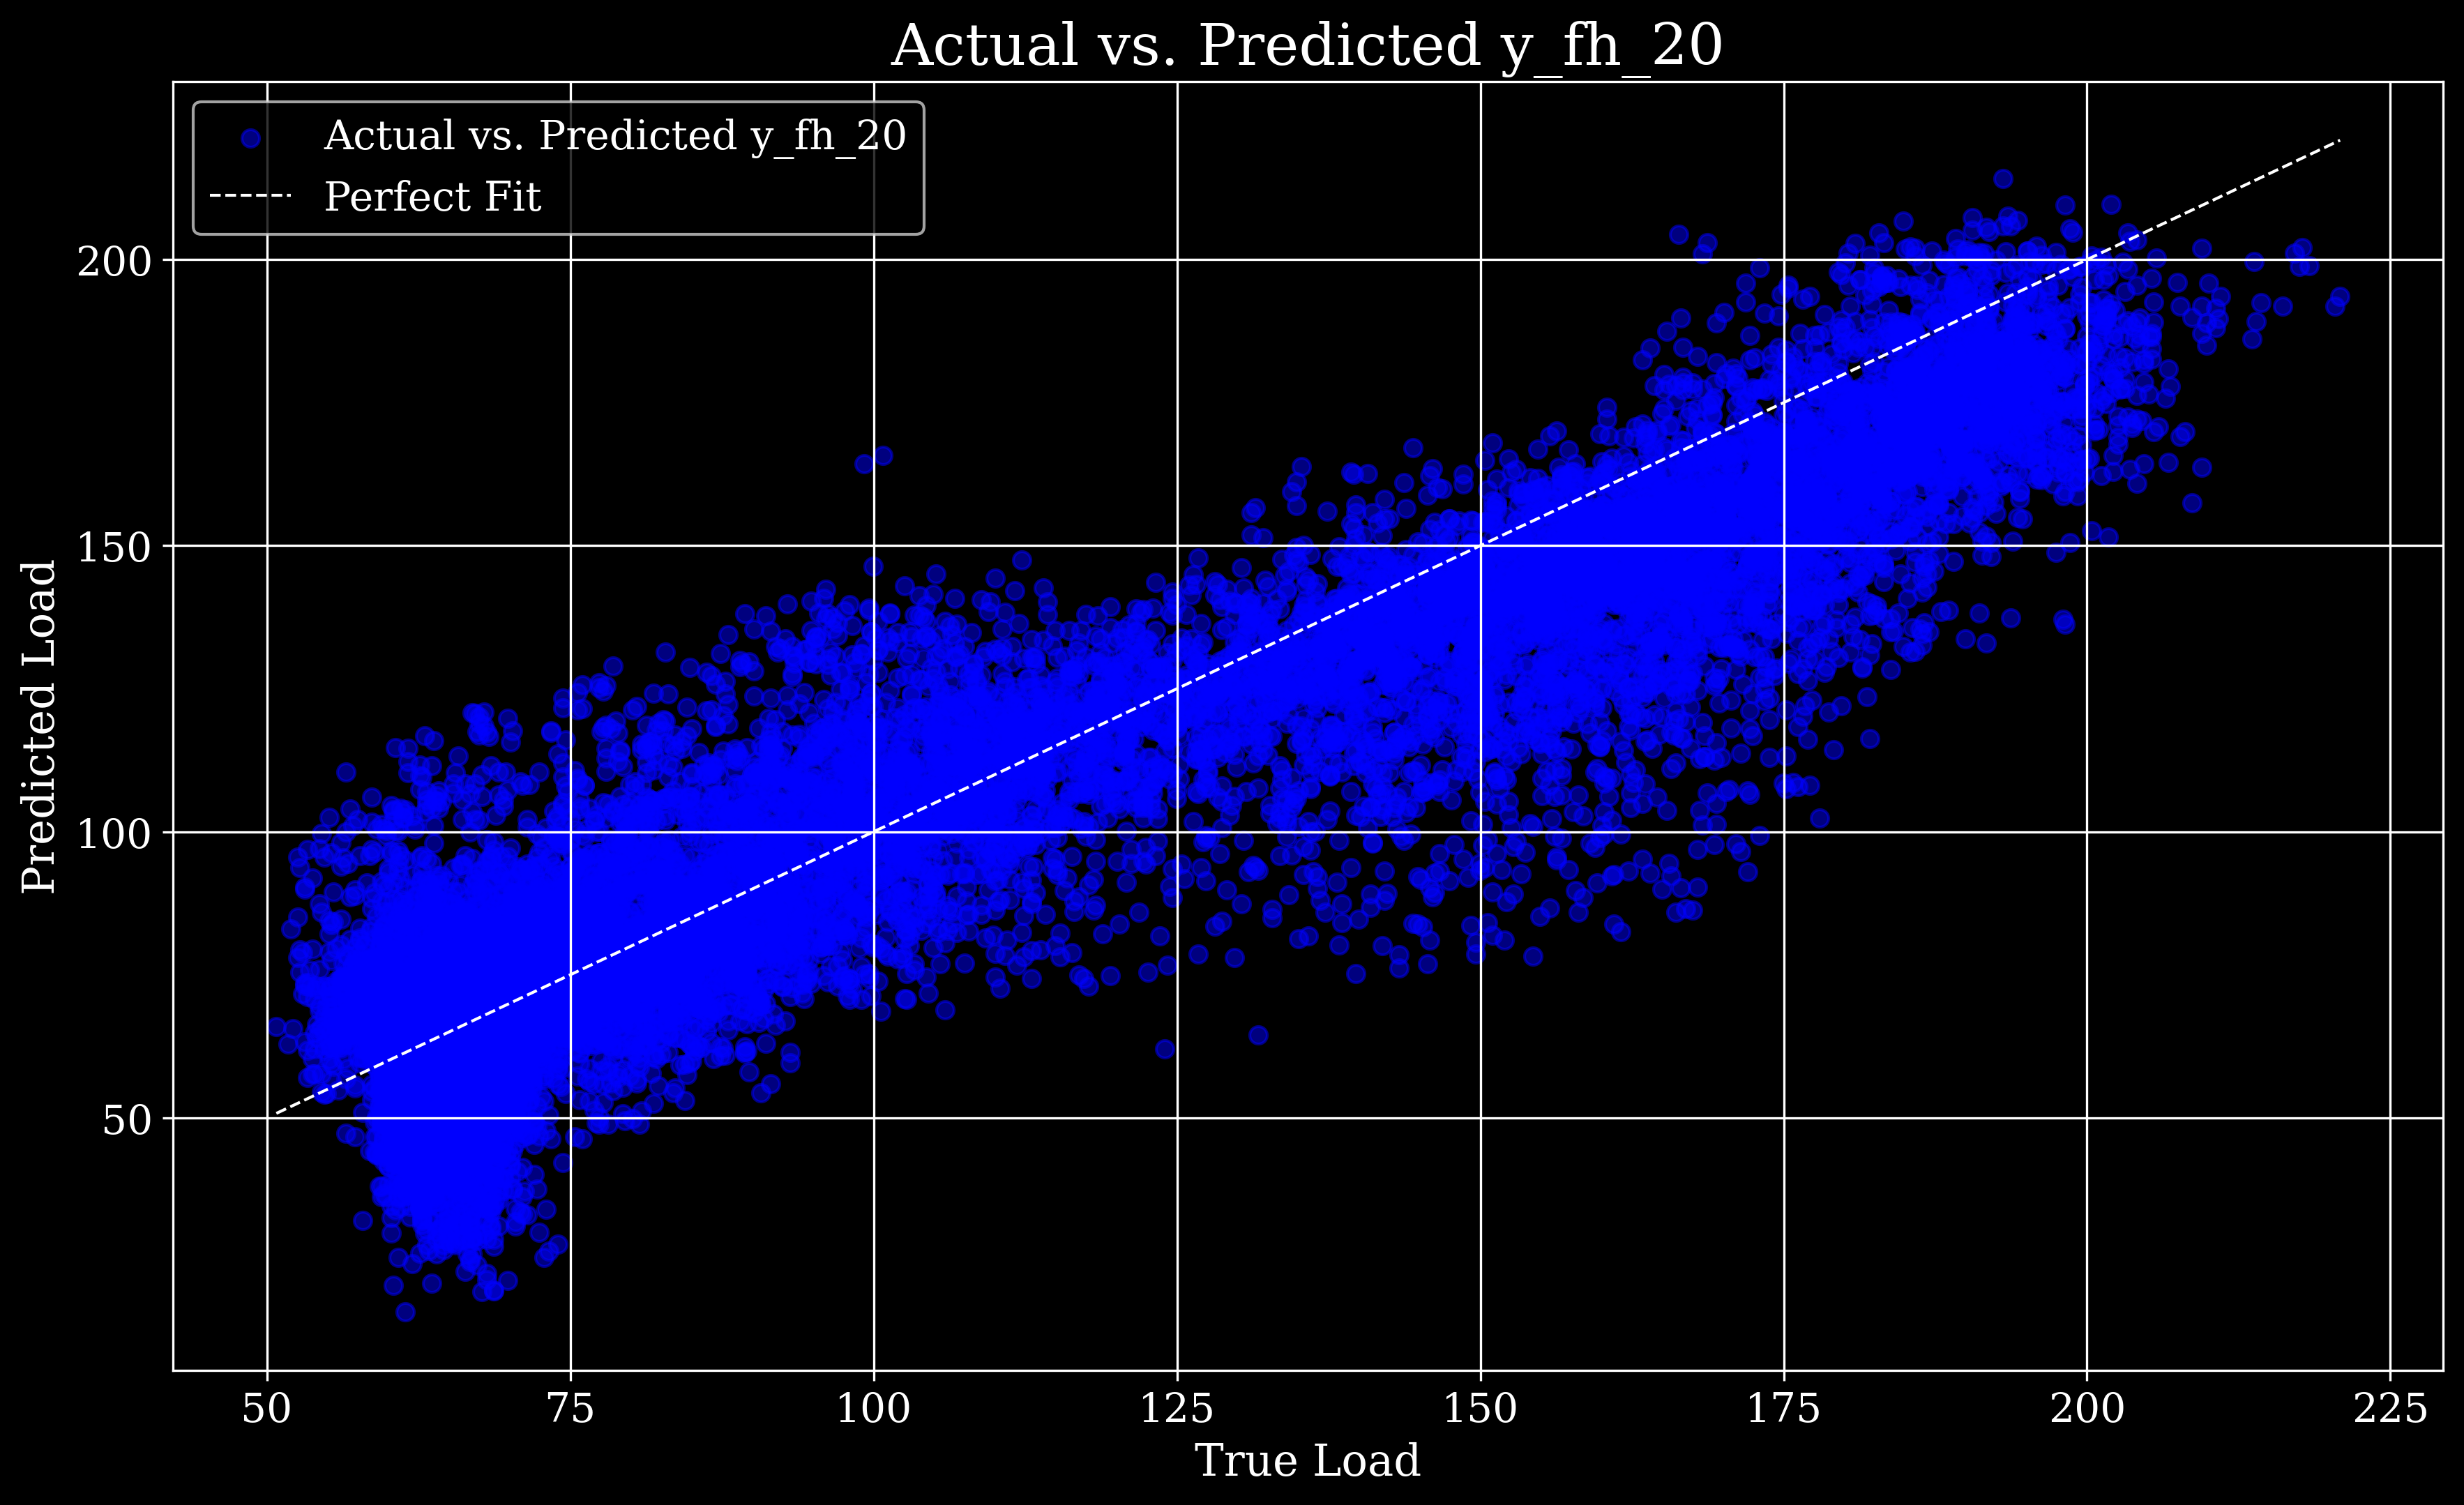 Actual vs. Predicted y_fh_20
Actual vs. Predicted y_fh_20
Perfect Fit
Predicted Load
200
150
100
50
50 75 100 125 150 175 200 225
True Load